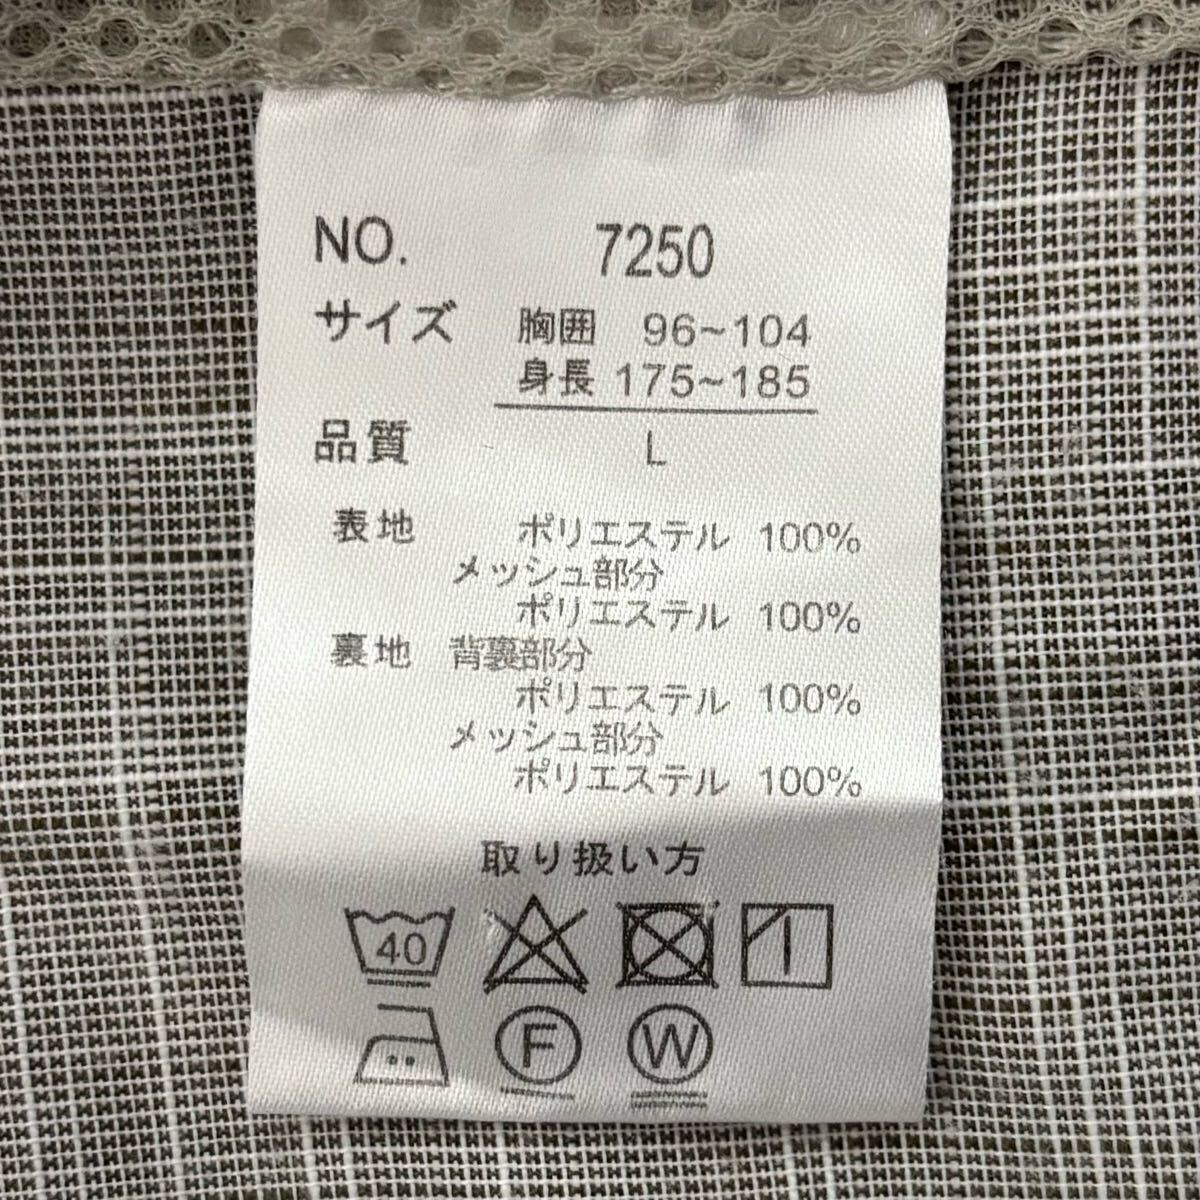 NO. 7250
サイズ 胸囲 96~104
身長 175~185
品質 L
表地 ポリエステル 100%
メッシュ部分
ポリエステル 100%
裏地 背裏部分
ポリエステル 100%
メッシュ部分
ポリエステル 100%
取り扱い方
40
F W